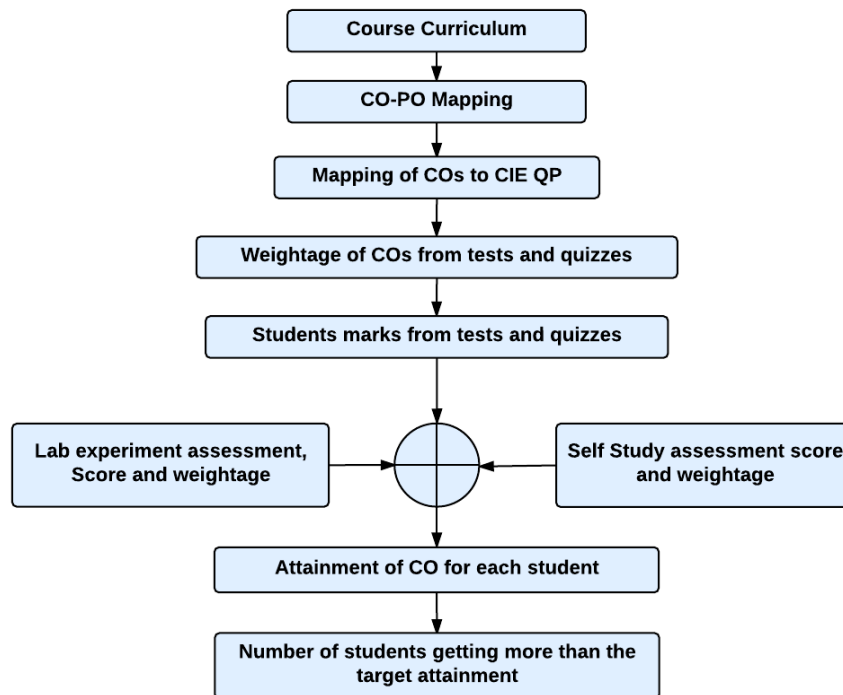 Course Curriculum
CO-PO Mapping
Mapping of COs to CIE QP
Weightage of COs from tests and quizzes
Students marks from tests and quizzes
Lab experiment assessment,
Score and weightage
Self Study assessment score
and weightage
Attainment of CO for each student
Number of students getting more than the
target attainment